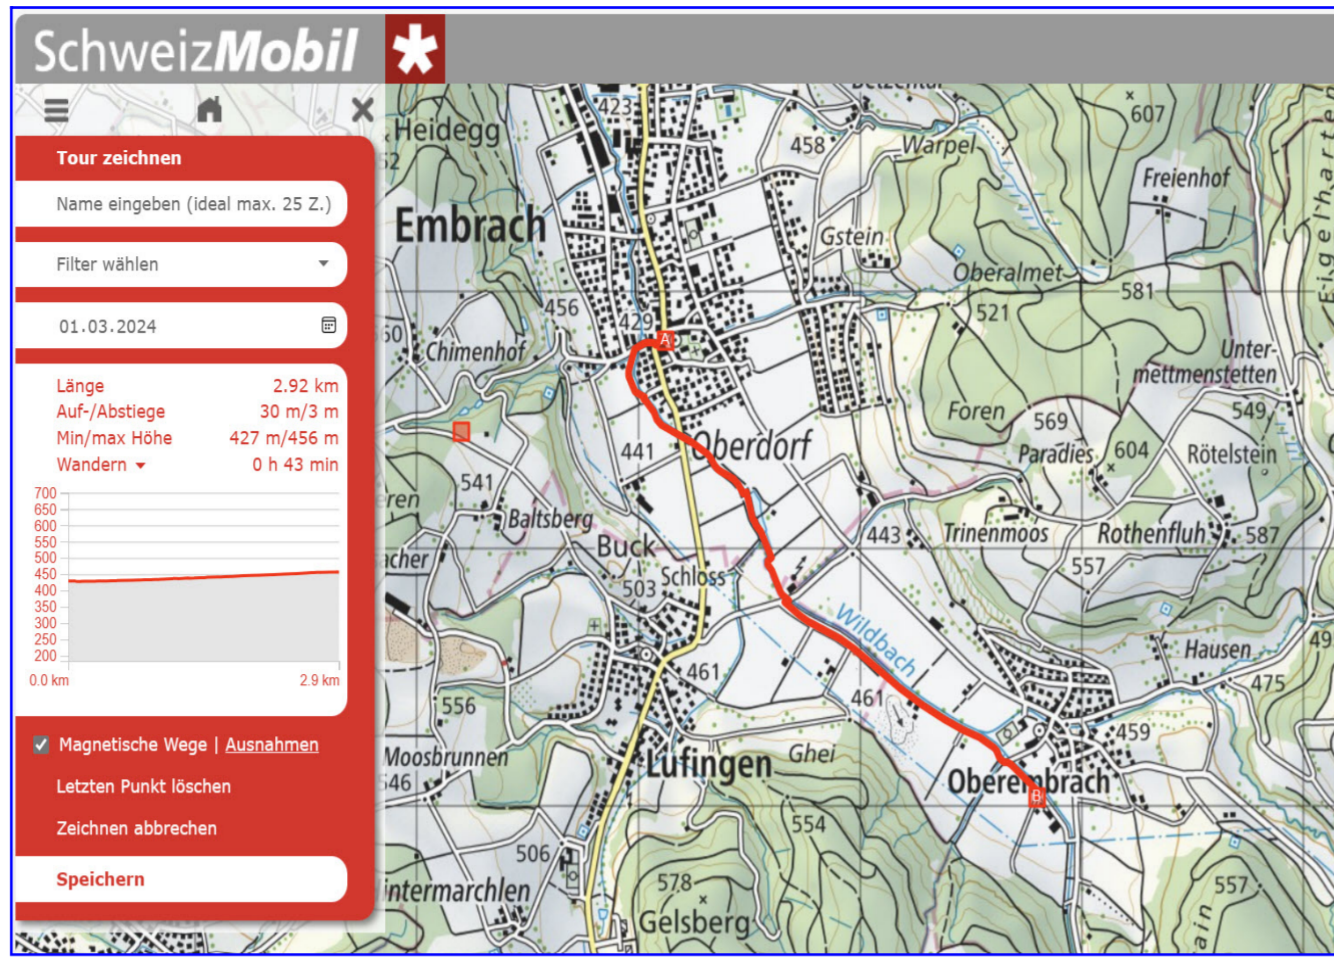 SchweizMobil
Tour zeichnen
Name eingeben (ideal max. 25 Z.)
Filter wählen
01.03.2024
Länge 2.92 km
Auf-/Abstiege 30 m/3 m
Min/max Höhe 427 m/456 m
Wandern 0 h 43 min
700
650
600
550
500
450
400
350
300
250
200
0.0 km 2.9 km
Magnetische Wege | Ausnahmen
Letzten Punkt löschen
Zeichnen abbrechen
Speichern
423
607
Heidegg
458
Warpel
Freienhof
Embrach
Gstein
Eigelharten
Oberalmet
581
456
429
521
A
Chimenhof
Unter-
mettmenstetten
Foren
569
549
441
Oberdorf
Paradies
604
Rötelstein
541
Baltsberg
443
Trinenmoos
Rothenfluh
587
Buck
557
Schloss
503
Wildbach
Hausen
461
461
475
556
459
Moosbrunnen
Lufingen
Ghei
Oberembrach
B
546
554
506
578
557
Gelsberg